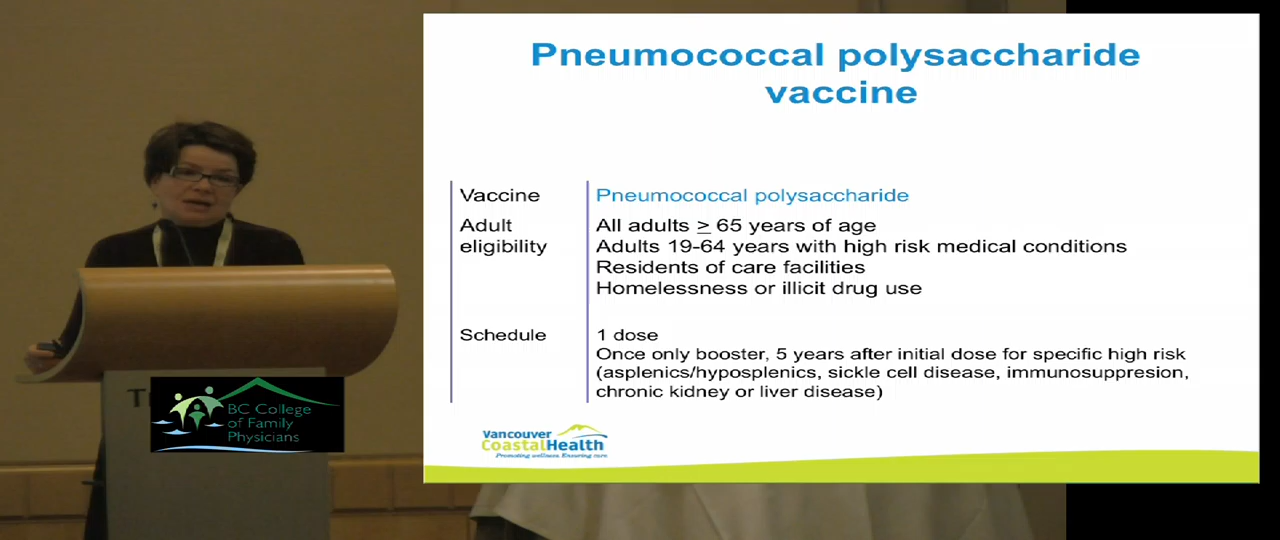 Pneumococcal polysaccharide
vaccine
Vaccine Pneumococcal polysaccharide
Adult All adults ≥ 65 years of age
eligibility Adults 19-64 years with high risk medical conditions
Residents of care facilities
Homelessness or illicit drug use
Schedule 1 dose
Once only booster, 5 years after initial dose for specific high risk
(asplenics/hyposplenics, sickle cell disease, immunosuppresion,
chronic kidney or liver disease)
Vancouver
CoastalHealth
Promoting wellness. Ensuring care.
BC College
of Family
Physicians